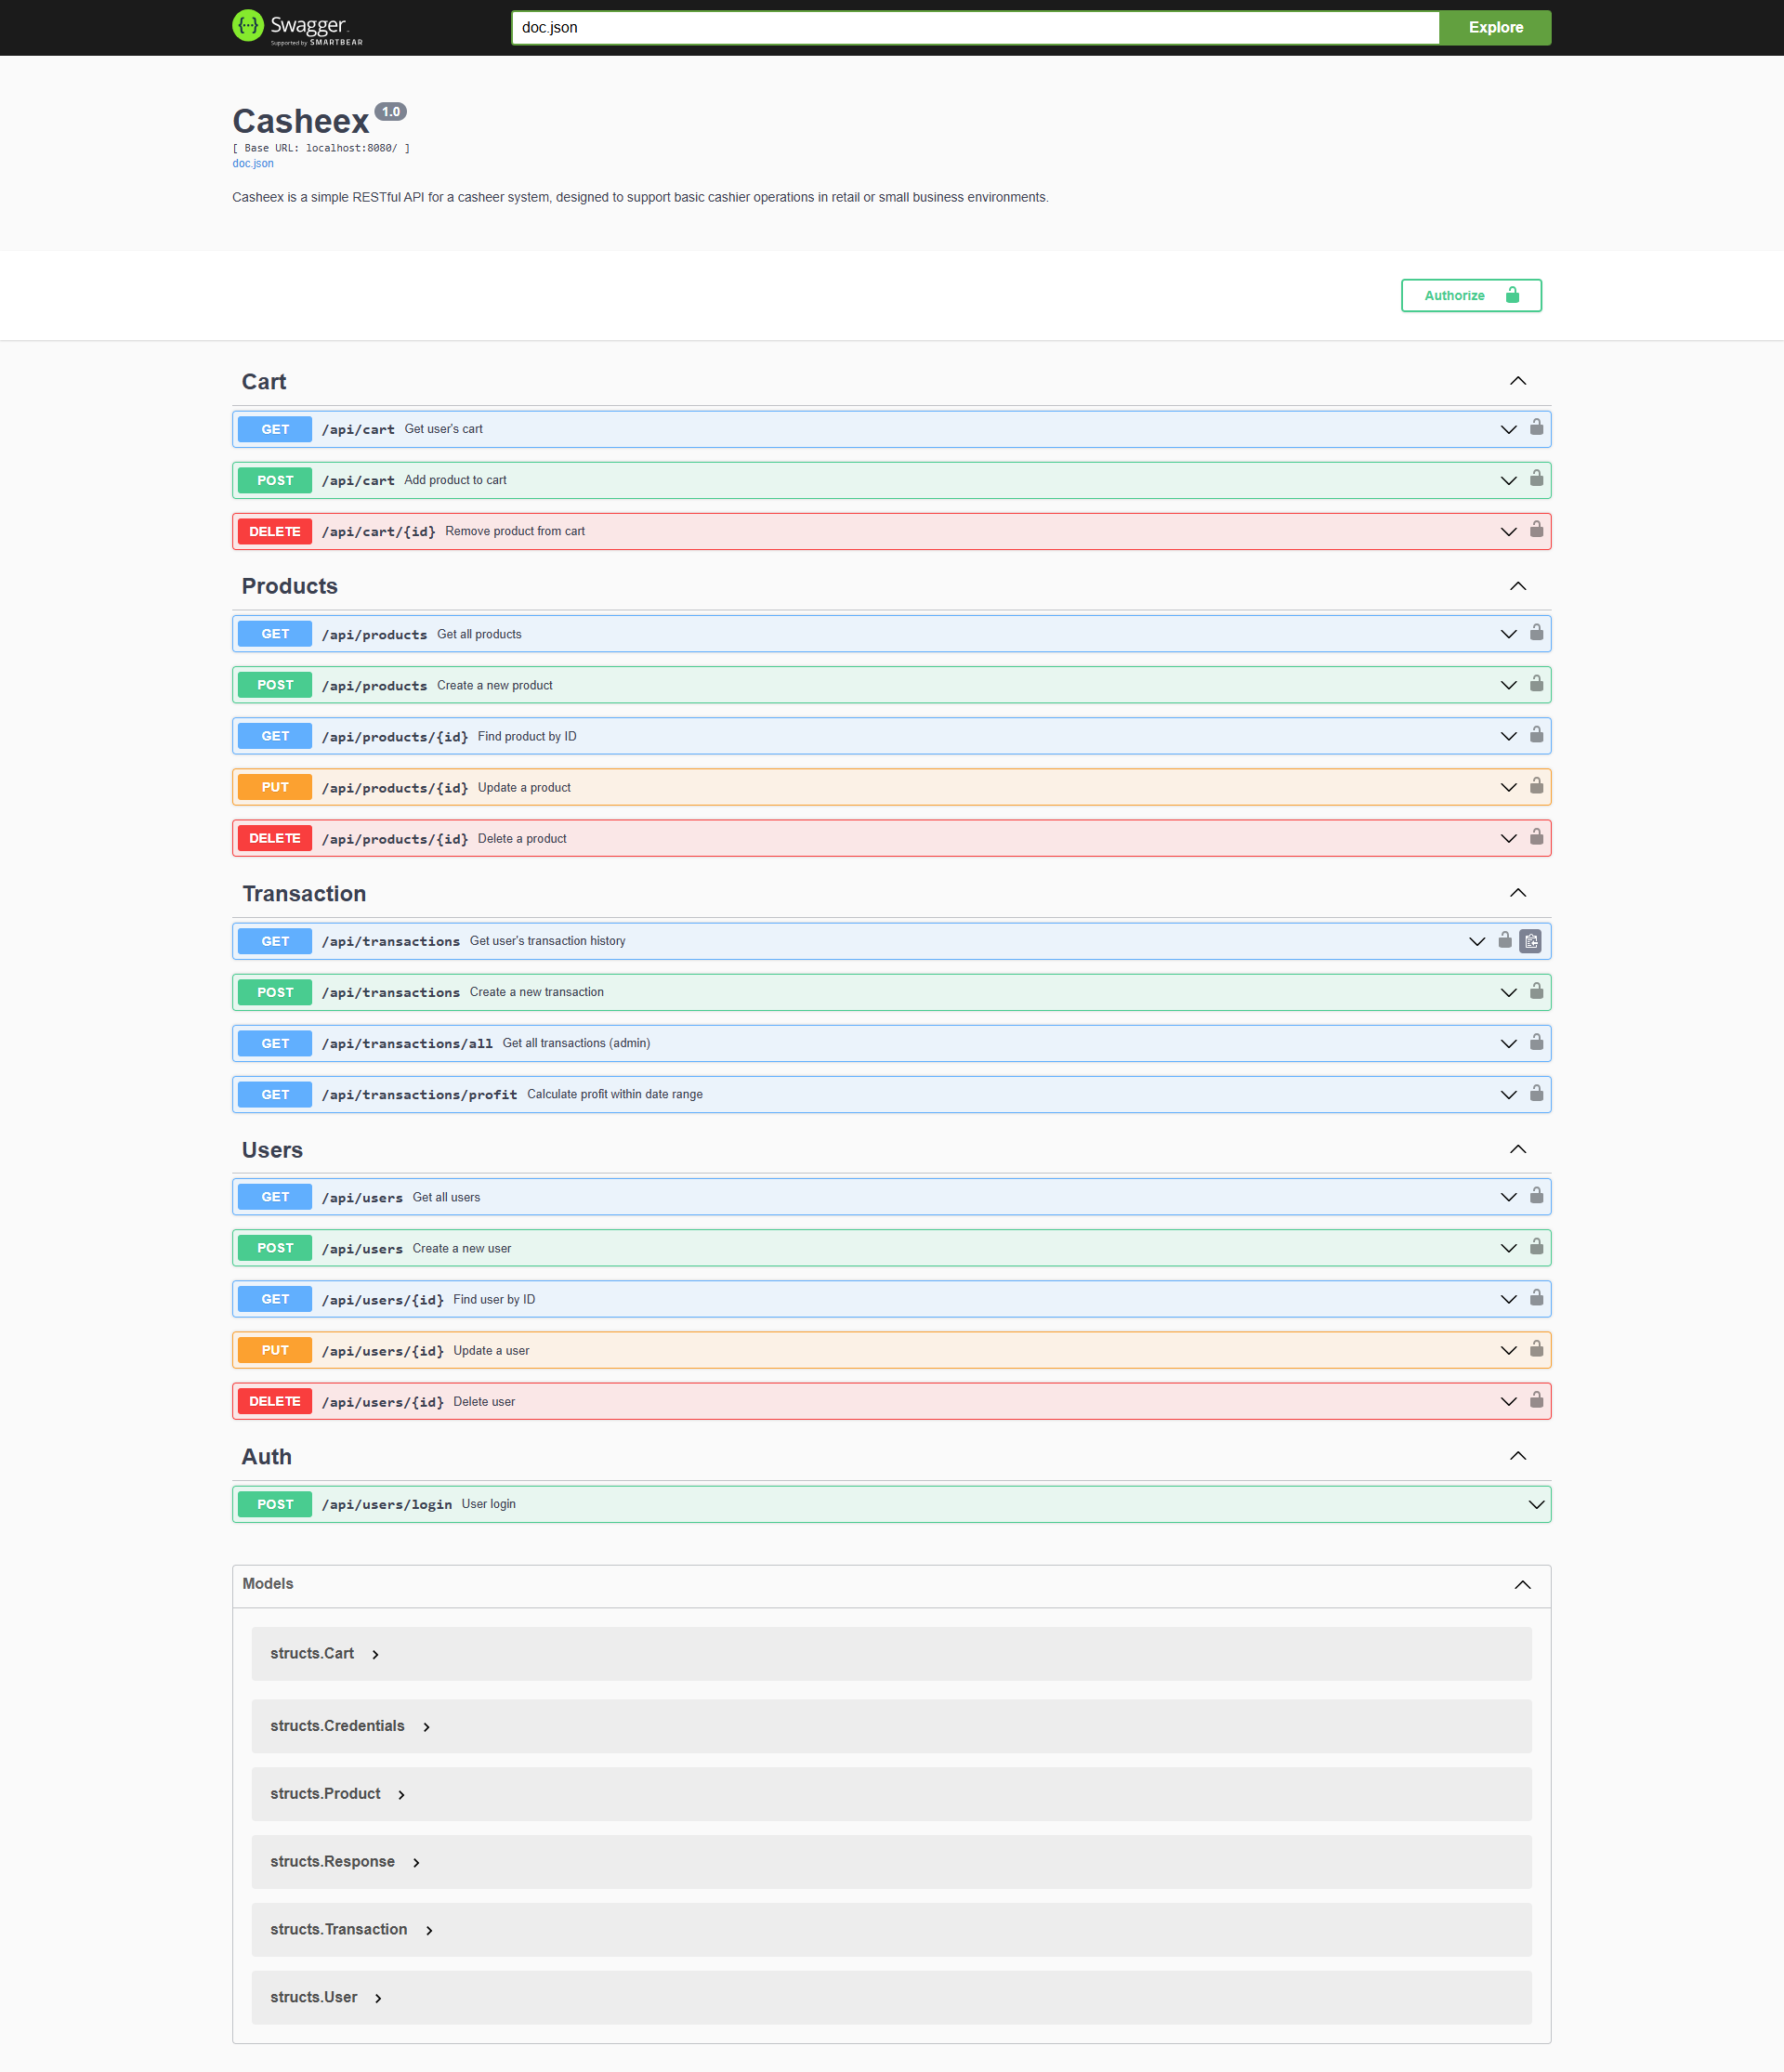 Swagger.
Supported by SMARTBEAR
doc.json
Explore
Casheex 1.0
[ Base URL: localhost:8080/ ]
doc.json
Casheex is a simple RESTful API for a casheer system, designed to support basic cashier operations in retail or small business environments.
Authorize
Cart
GET /api/cart Get user's cart
POST /api/cart Add product to cart
DELETE /api/cart/{id} Remove product from cart
Products
GET /api/products Get all products
POST /api/products Create a new product
GET /api/products/{id} Find product by ID
PUT /api/products/{id} Update a product
DELETE /api/products/{id} Delete a product
Transaction
GET /api/transactions Get user's transaction history
POST /api/transactions Create a new transaction
GET /api/transactions/all Get all transactions (admin)
GET /api/transactions/profit Calculate profit within date range
Users
GET /api/users Get all users
POST /api/users Create a new user
GET /api/users/{id} Find user by ID
PUT /api/users/{id} Update a user
DELETE /api/users/{id} Delete user
Auth
POST /api/users/login User login
Models
structs.Cart
structs.Credentials
structs.Product
structs.Response
structs.Transaction
structs.User